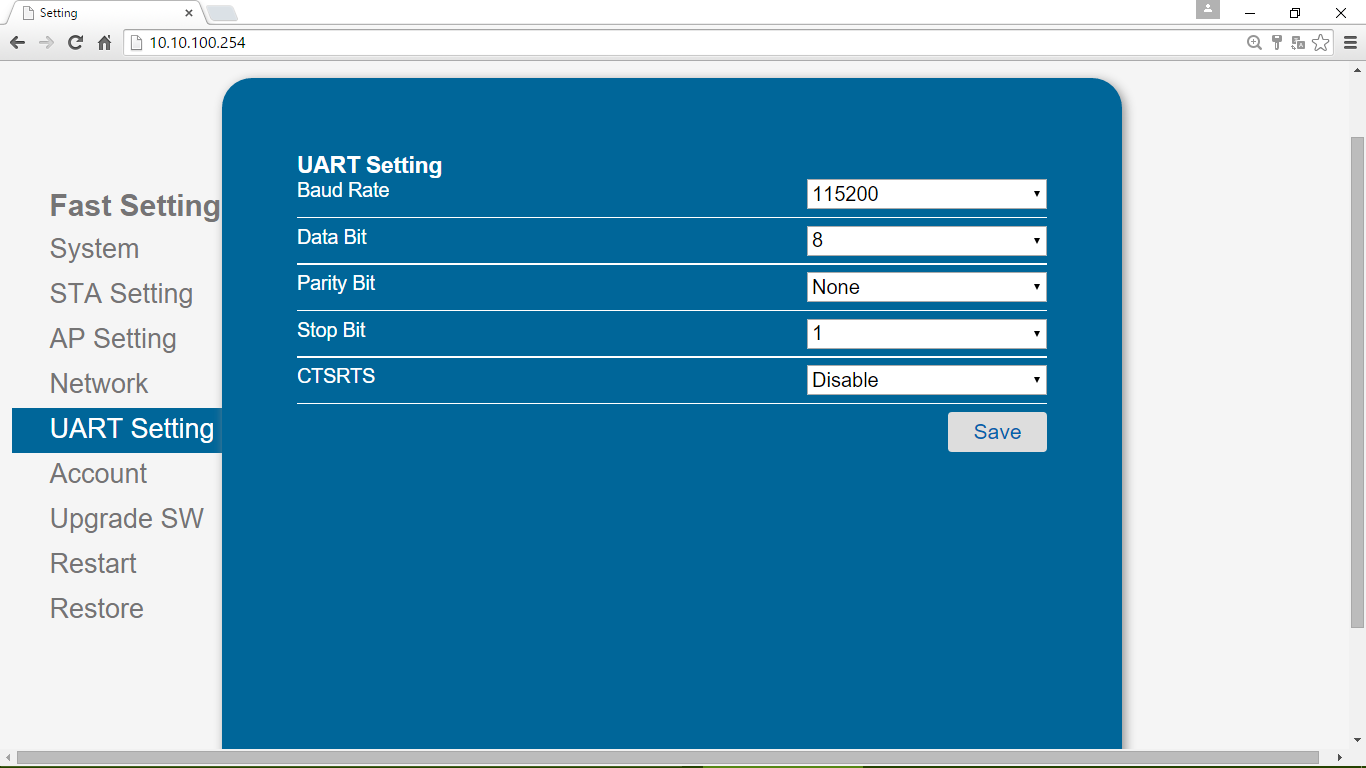 Setting
10.10.100.254
Fast Setting
System
STA Setting
AP Setting
Network
UART Setting
Account
Upgrade SW
Restart
Restore
UART Setting
Baud Rate 115200
Data Bit 8
Parity Bit None
Stop Bit 1
CTSRTS Disable
Save